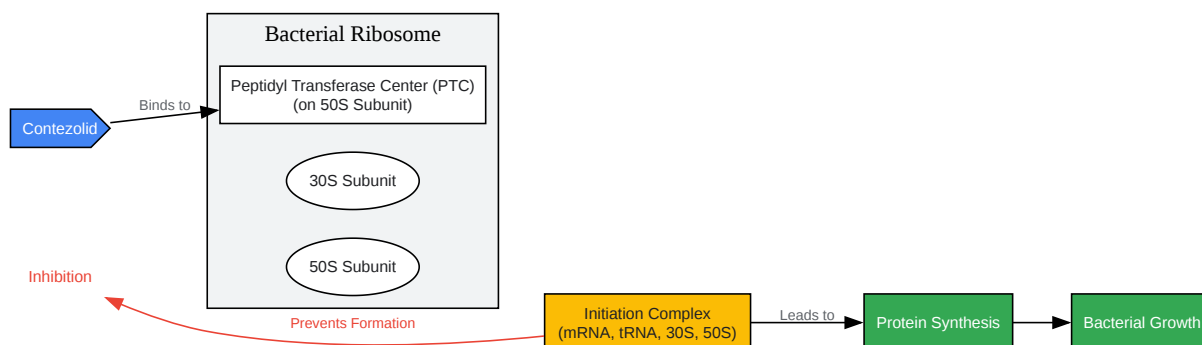 Bacterial Ribosome
Peptidyl Transferase Center (PTC)
(on 50S Subunit)
Binds to
Contezolid
30S Subunit
50S Subunit
Inhibition
Prevents Formation
Initiation Complex
(mRNA, tRNA, 30S, 50S)
Leads to
Protein Synthesis
Bacterial Growth